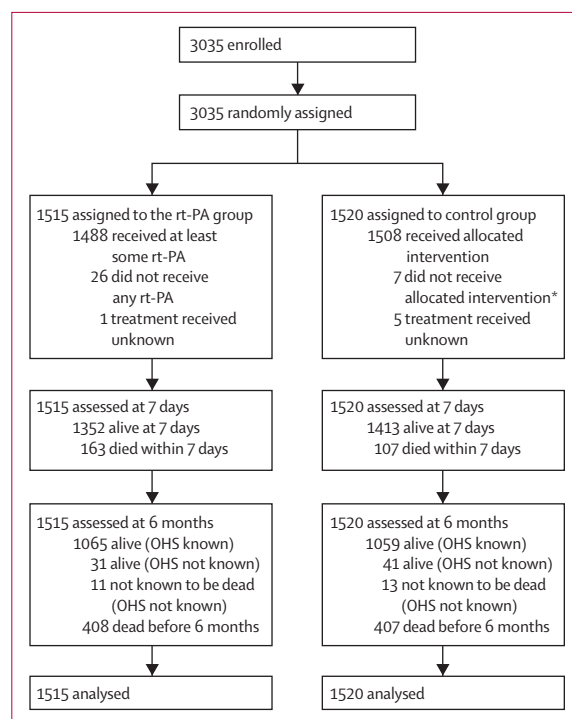 3035 enrolled
3035 randomly assigned
1515 assigned to the rt-PA group
1488 received at least
some rt-PA
26 did not receive
any rt-PA
1 treatment received
unknown
1520 assigned to control group
1508 received allocated
intervention
7 did not receive
allocated intervention*
5 treatment received
unknown
1515 assessed at 7 days
1352 alive at 7 days
163 died within 7 days
1520 assessed at 7 days
1413 alive at 7 days
107 died within 7 days
1515 assessed at 6 months
1065 alive (OHS known)
31 alive (OHS not known)
11 not known to be dead
(OHS not known)
408 dead before 6 months
1520 assessed at 6 months
1059 alive (OHS known)
41 alive (OHS not known)
13 not known to be dead
(OHS not known)
407 dead before 6 months
1515 analysed
1520 analysed